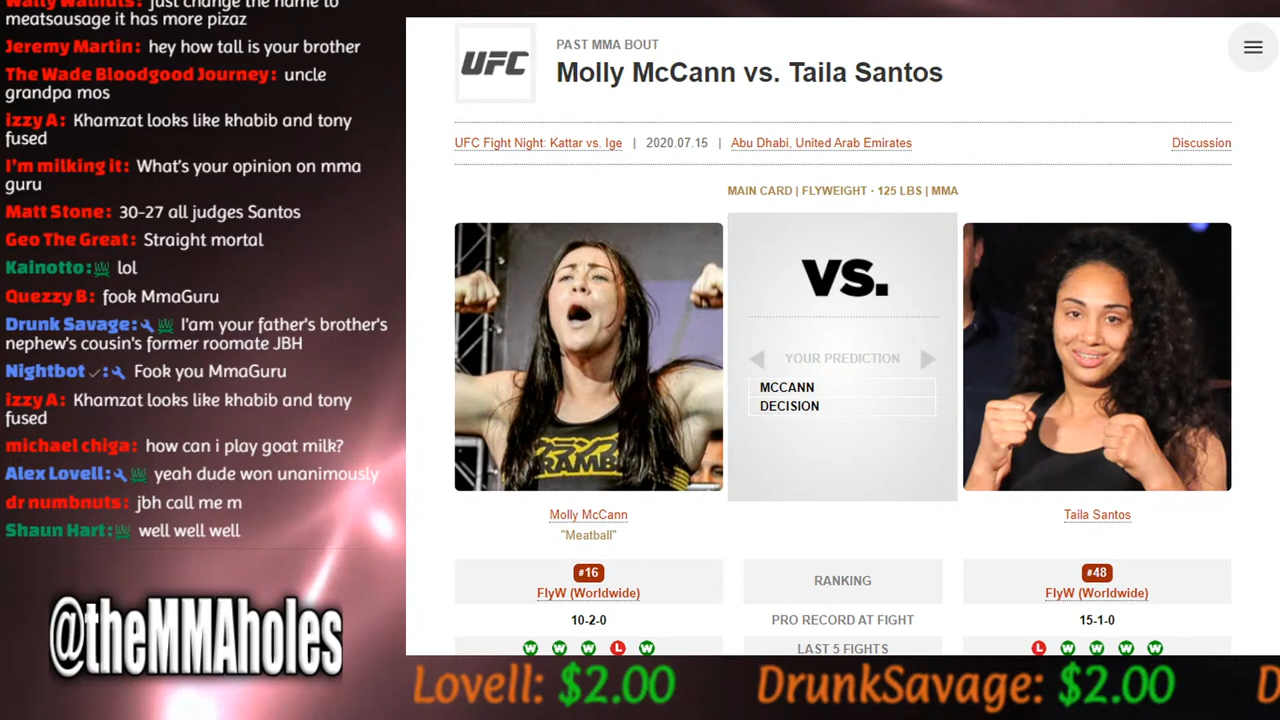 Wally Walnuts: just change the name to
meatsausage it has more pizaz
Jeremy Martin: hey how tall is your brother
The Wade Bloodgood Journey: uncle
grandpa mos
izzy A: Khamzat looks like khabib and tony
fused
I'm milking it: What's your opinion on mma
guru
Matt Stone: 30-27 all judges Santos
Geo The Great: Straight mortal
Kainotto: lol
Quezzy B: fook MmaGuru
Drunk Savage: I'am your father's brother's
nephew's cousin's former roomate JBH
Nightbot: Fook you MmaGuru
izzy A: Khamzat looks like khabib and tony
fused
michael chiga: how can i play goat milk?
Alex Lovell: yeah dude won unanimously
dr numbnuts: jbh call me m
Shaun Hart: well well well
@theMMAholes
UFC
PAST MMA BOUT
Molly McCann vs. Taila Santos
UFC Fight Night: Kattar vs. Ige | 2020.07.15 | Abu Dhabi, United Arab Emirates
Discussion
MAIN CARD | FLYWEIGHT · 125 LBS | MMA
VS.
YOUR PREDICTION
MCCANN
DECISION
RAMB
Molly McCann
"Meatball"
Taila Santos
#16
FlyW (Worldwide)
RANKING
#48
FlyW (Worldwide)
10-2-0
PRO RECORD AT FIGHT
15-1-0
W W W L W
LAST 5 FIGHTS
L W W W W
Lovell: $2.00 DrunkSavage: $2.00 D